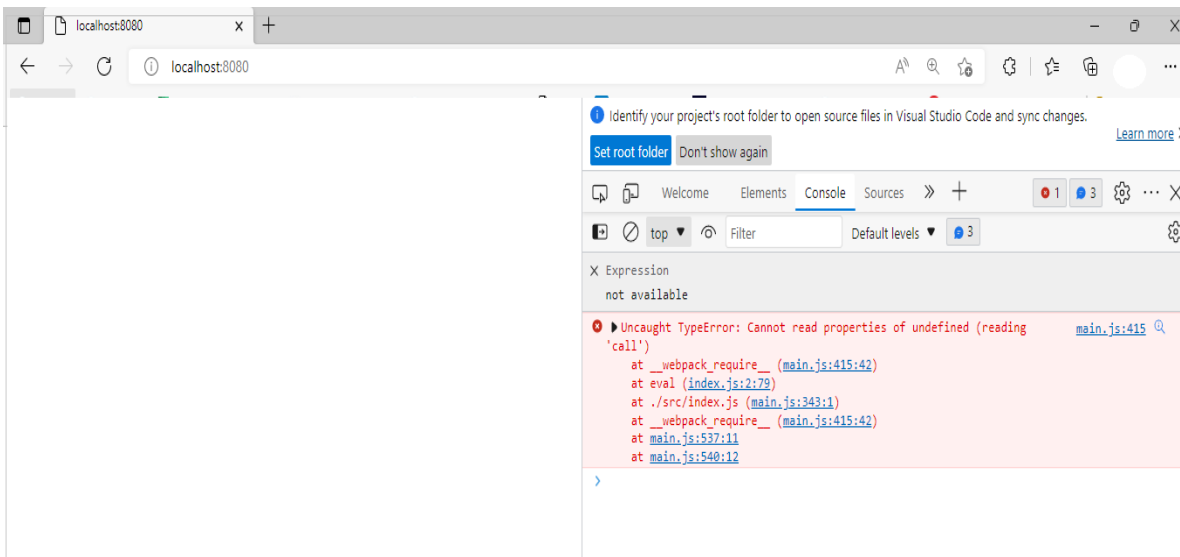 localhost:8080
localhost:8080
Identify your project's root folder to open source files in Visual Studio Code and sync changes.
Learn more
Set root folder Don't show again
Welcome Elements Console Sources 1 3
top Filter Default levels 3
Expression
not available
Uncaught TypeError: Cannot read properties of undefined (reading main.js:415
'call')
at __webpack_require__ (main.js:415:42)
at eval (index.js:2:79)
at ./src/index.js (main.js:343:1)
at __webpack_require__ (main.js:415:42)
at main.js:537:11
at main.js:540:12